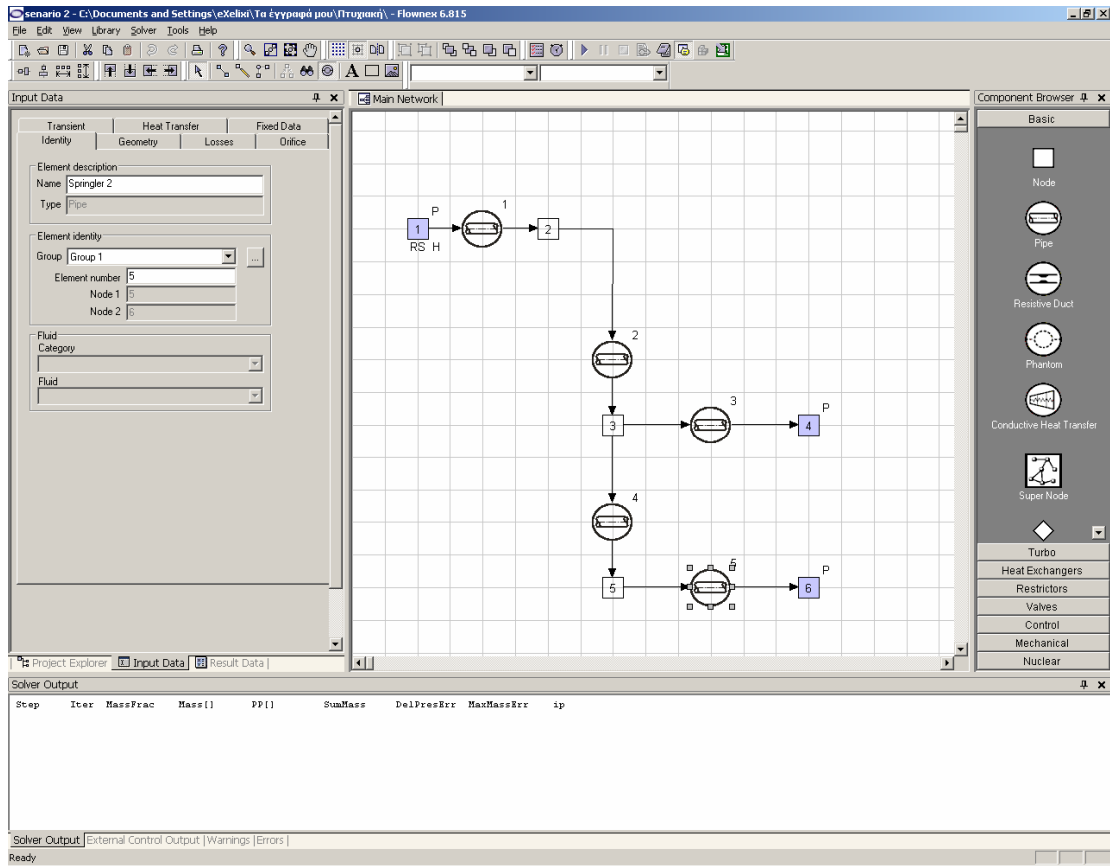 senario 2 - C:\Documents and Settings\eXelixi\Τα έγγραφά μου\Πτυχιακή\ - Flownex 6.815
File Edit View Library Solver Tools Help
Input Data
Main Network
Component Browser
Transient Heat Transfer Fixed Data
Identity Geometry Losses Orifice
Element description
Name Springler 2
Type Pipe
Element identity
Group Group 1 ...
Element number 5
Node 1 5
Node 2 6
Fluid
Category
Fluid
P
1
1
2
RS H
2
3
P
3
4
4
5
P
5
6
Basic
Node
Pipe
Resistive Duct
Phantom
Conductive Heat Transfer
Super Node
Turbo
Heat Exchangers
Restrictors
Valves
Control
Mechanical
Nuclear
Project Explorer Input Data Result Data
Solver Output
Step Iter MassFrac Mass[] PP[] SumMass DelPresErr MaxMassErr ip
Solver Output External Control Output Warnings Errors
Ready